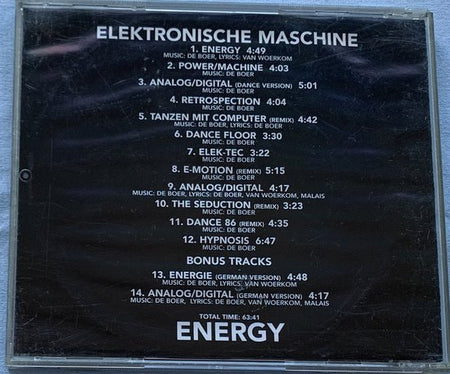 ELEKTRONISCHE MASCHINE
1. ENERGY 4:49
MUSIC: DE BOER, LYRICS: VAN WOERKOM
2. POWER/MACHINE 4:03
MUSIC: DE BOER
3. ANALOG/DIGITAL (DANCE VERSION) 5:01
MUSIC: DE BOER
4. RETROSPECTION 4:04
MUSIC: DE BOER
5. TANZEN MIT COMPUTER (REMIX) 4:42
MUSIC: DE BOER, LYRICS: DE BOER
6. DANCE FLOOR 3:30
MUSIC: DE BOER
7. ELEK-TEC 3:22
MUSIC: DE BOER
8. E-MOTION (REMIX) 5:15
MUSIC: DE BOER
9. ANALOG/DIGITAL 4:17
MUSIC: DE BOER, LYRICS: DE BOER, VAN WOERKOM, MALAIS
10. THE SEDUCTION (REMIX) 3:23
MUSIC: DE BOER
11. DANCE 86 (REMIX) 4:35
MUSIC: DE BOER
12. HYPNOSIS 6:47
MUSIC: DE BOER
BONUS TRACKS
13. ENERGIE (GERMAN VERSION) 4:48
MUSIC: DE BOER, LYRICS: VAN WOERKOM
14. ANALOG/DIGITAL (GERMAN VERSION) 4:17
MUSIC: DE BOER, LYRICS: DE BOER, VAN WOERKOM, MALAIS
TOTAL TIME: 63:41
ENERGY